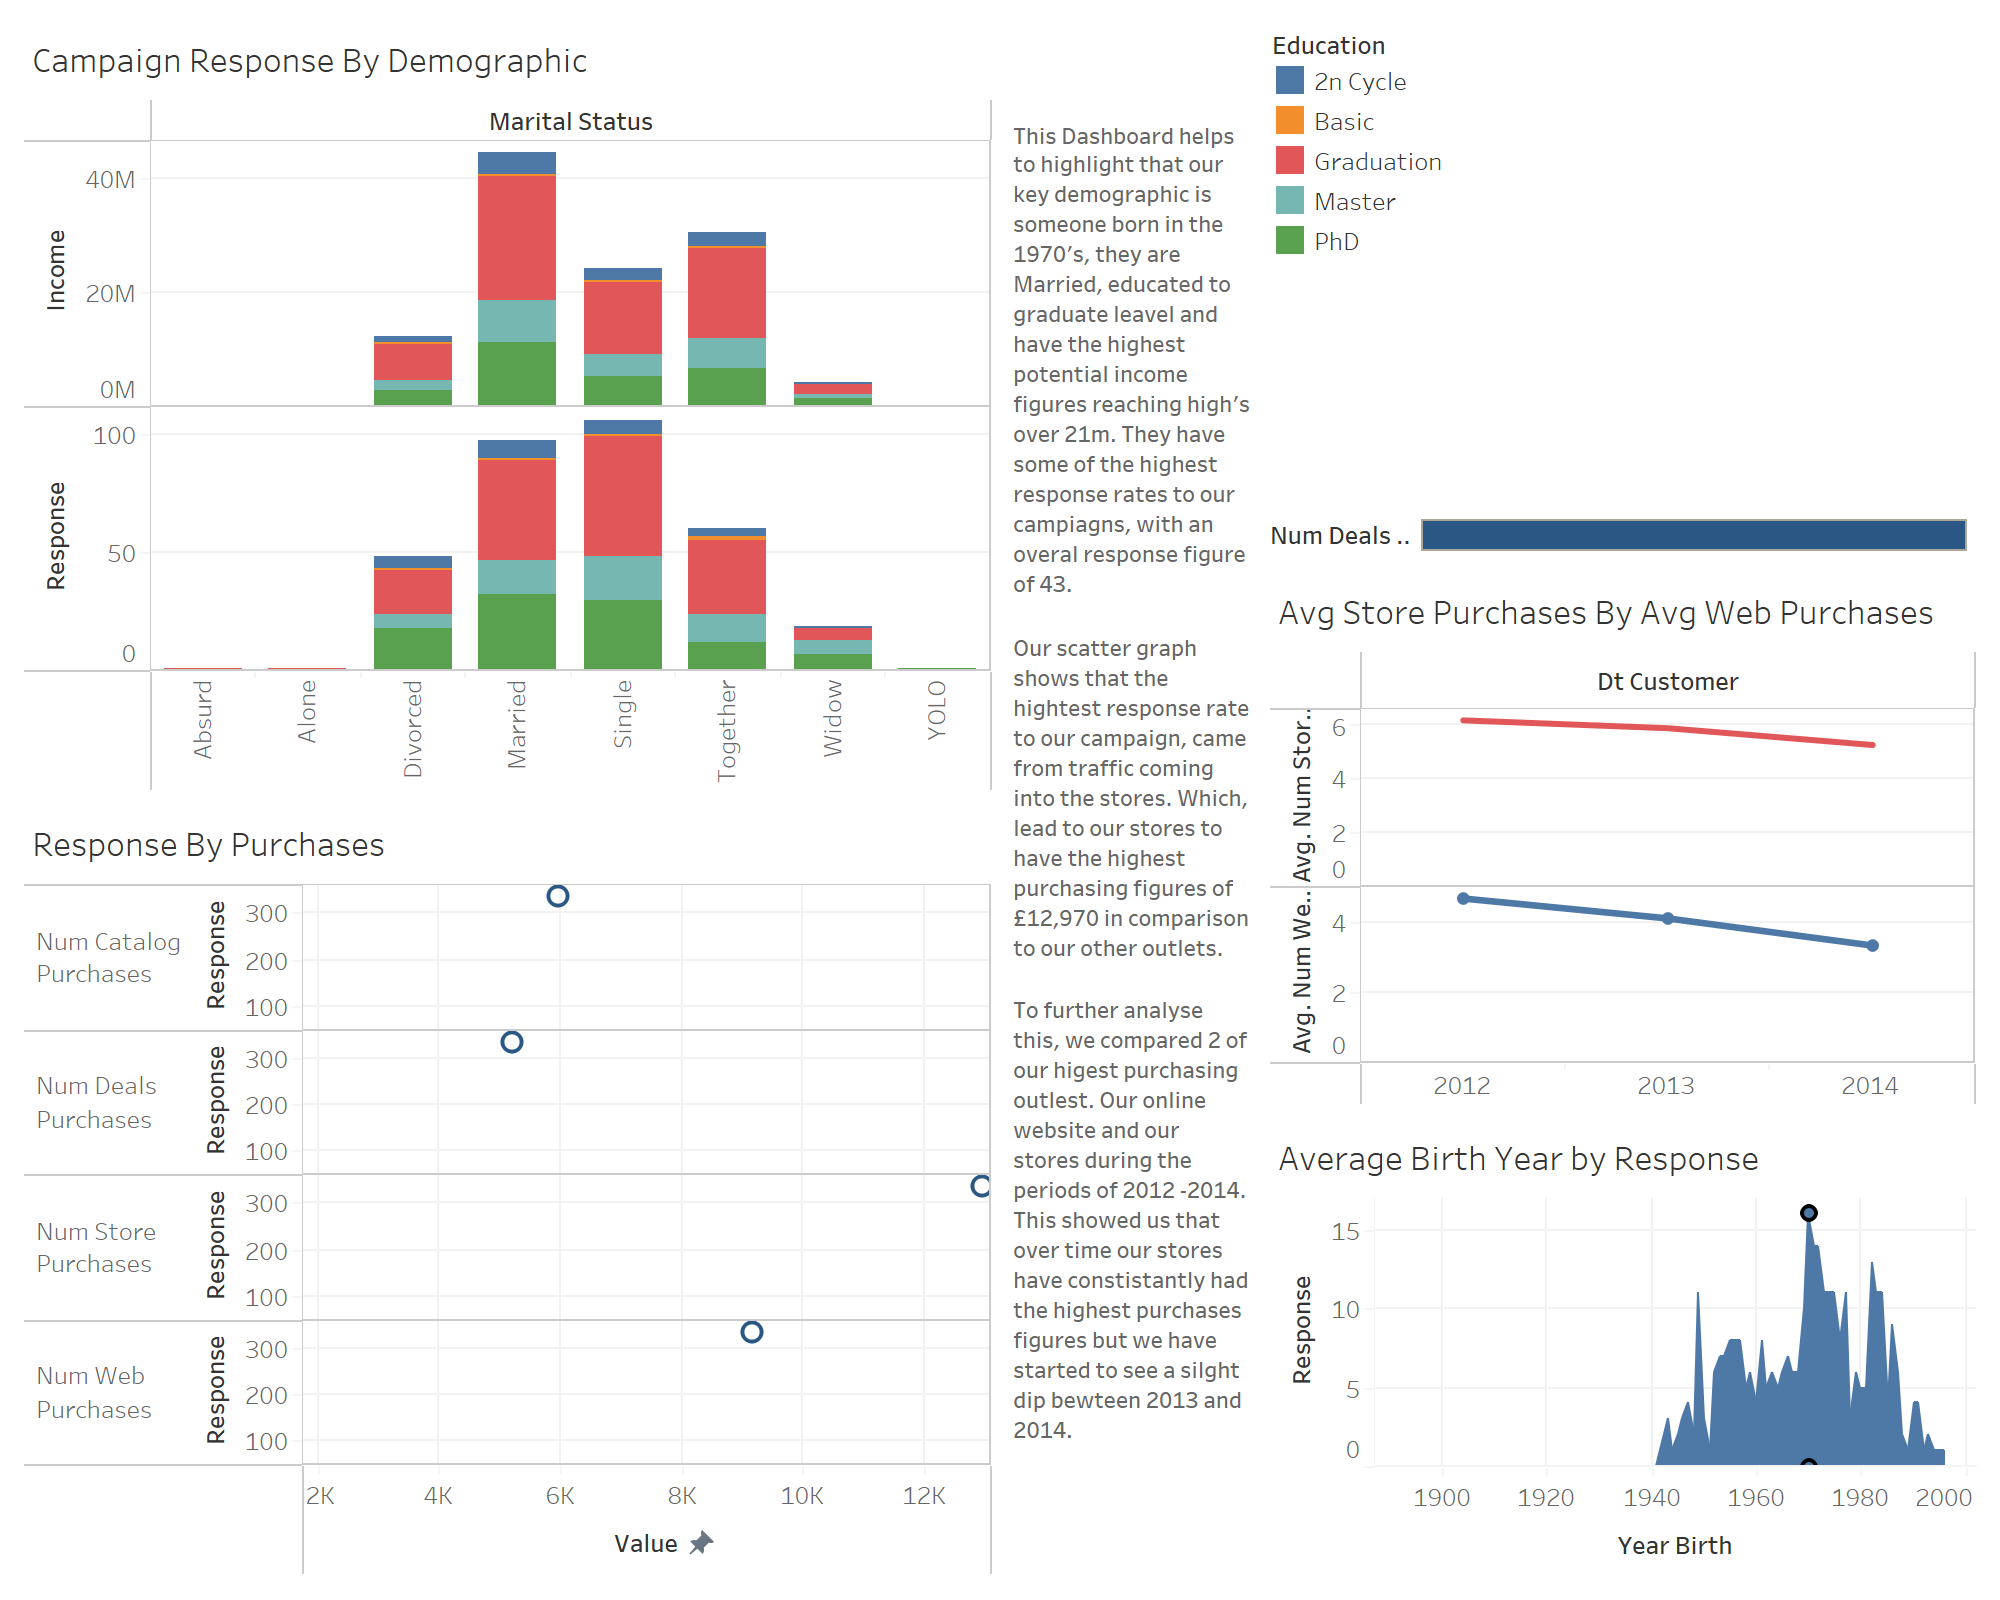 Campaign Response By Demographic
Marital Status
Income
40M
20M
0M
Response
100
50
0
Absurd
Alone
Divorced
Married
Single
Together
Widow
YOLO
Response By Purchases
Num Catalog
Purchases
Response
300
200
100
Num Deals
Purchases
Response
300
200
100
Num Store
Purchases
Response
300
200
100
Num Web
Purchases
Response
300
200
100
2K
4K
6K
8K
10K
12K
Value
This Dashboard helps
to highlight that our
key demographic is
someone born in the
1970's, they are
Married, educated to
graduate leavel and
have the highest
potential income
figures reaching high's
over 21m. They have
some of the highest
response rates to our
campiagns, with an
overal response figure
of 43.
Our scatter graph
shows that the
hightest response rate
to our campaign, came
from traffic coming
into the stores. Which,
lead to our stores to
have the highest
purchasing figures of
£12,970 in comparison
to our other outlets.
To further analyse
this, we compared 2 of
our higest purchasing
outlest. Our online
website and our
stores during the
periods of 2012 -2014.
This showed us that
over time our stores
have constistantly had
the highest purchases
figures but we have
started to see a silght
dip bewteen 2013 and
2014.
Education
2n Cycle
Basic
Graduation
Master
PhD
Num Deals ..
Avg Store Purchases By Avg Web Purchases
Dt Customer
Avg. Num Stor..
6
4
2
0
Avg. Num We..
4
2
0
2012
2013
2014
Average Birth Year by Response
Response
15
10
5
0
1900
1920
1940
1960
1980
2000
Year Birth